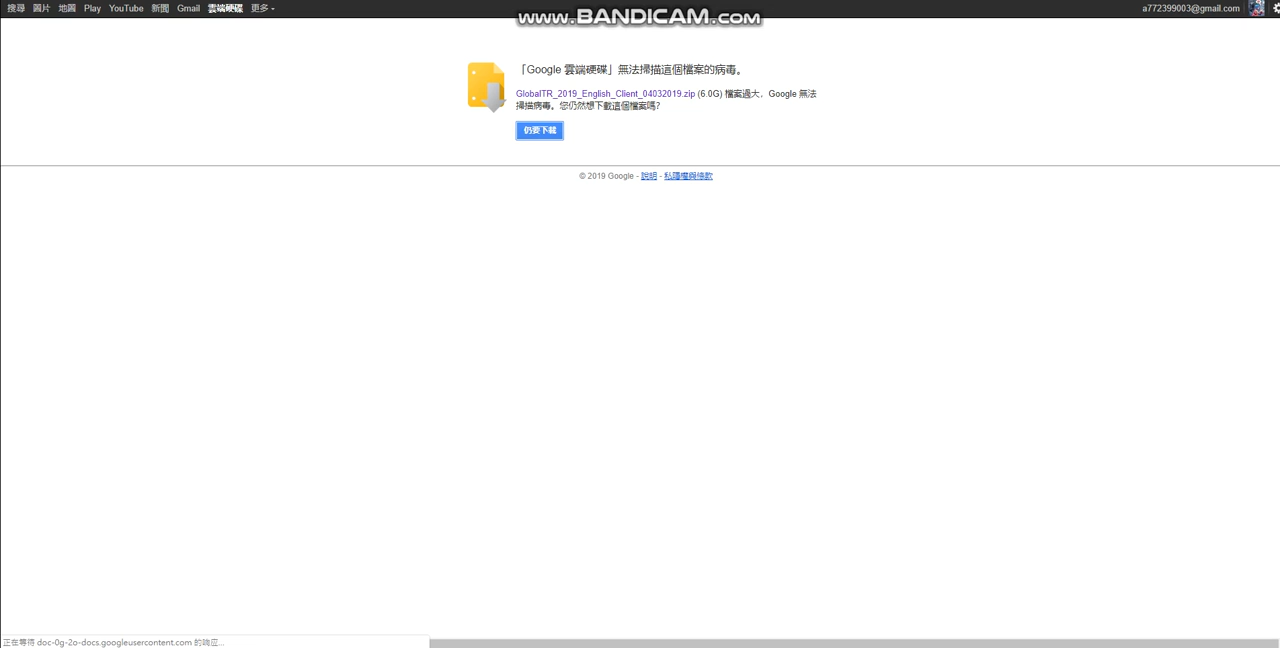 搜尋 圖片 地圖 Play YouTube 新聞 Gmail 雲端硬碟 更多
a772399003@gmail.com
www.BANDICAM.com
「Google 雲端硬碟」無法掃描這個檔案的病毒。
GlobalTR_2019_English_Client_04032019.zip (6.0G) 檔案過大，Google 無法
掃描病毒。您仍然想下載這個檔案嗎?
仍要下載
© 2019 Google - 說明 - 私隱權與條款
正在等待 doc-0g-2o-docs.googleusercontent.com 的响应...